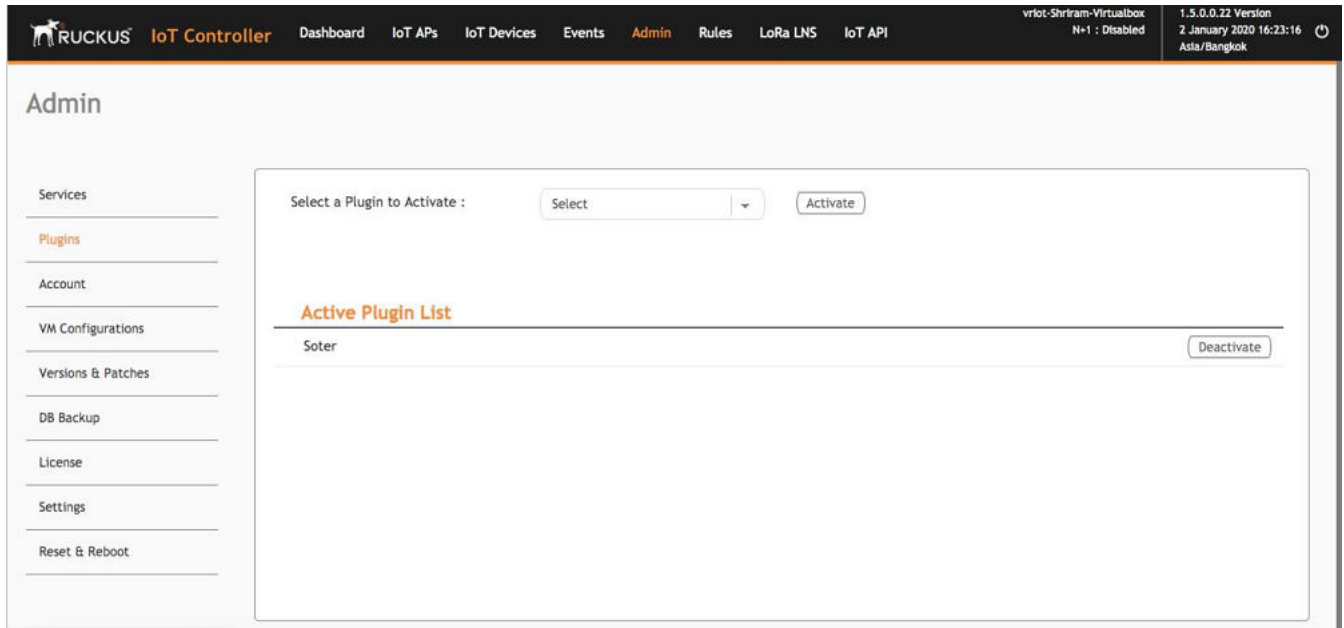 RUCKUS IoT Controller Dashboard IoT APs IoT Devices Events Admin Rules LoRa LNS IoT API
vriot-Shriram-Virtualbox
N+1 : Disabled
1.5.0.0.22 Version
2 January 2020 16:23:16
Asia/Bangkok
Admin
Services
Plugins
Account
VM Configurations
Versions & Patches
DB Backup
License
Settings
Reset & Reboot
Select a Plugin to Activate : Select Activate
Active Plugin List
Soter Deactivate